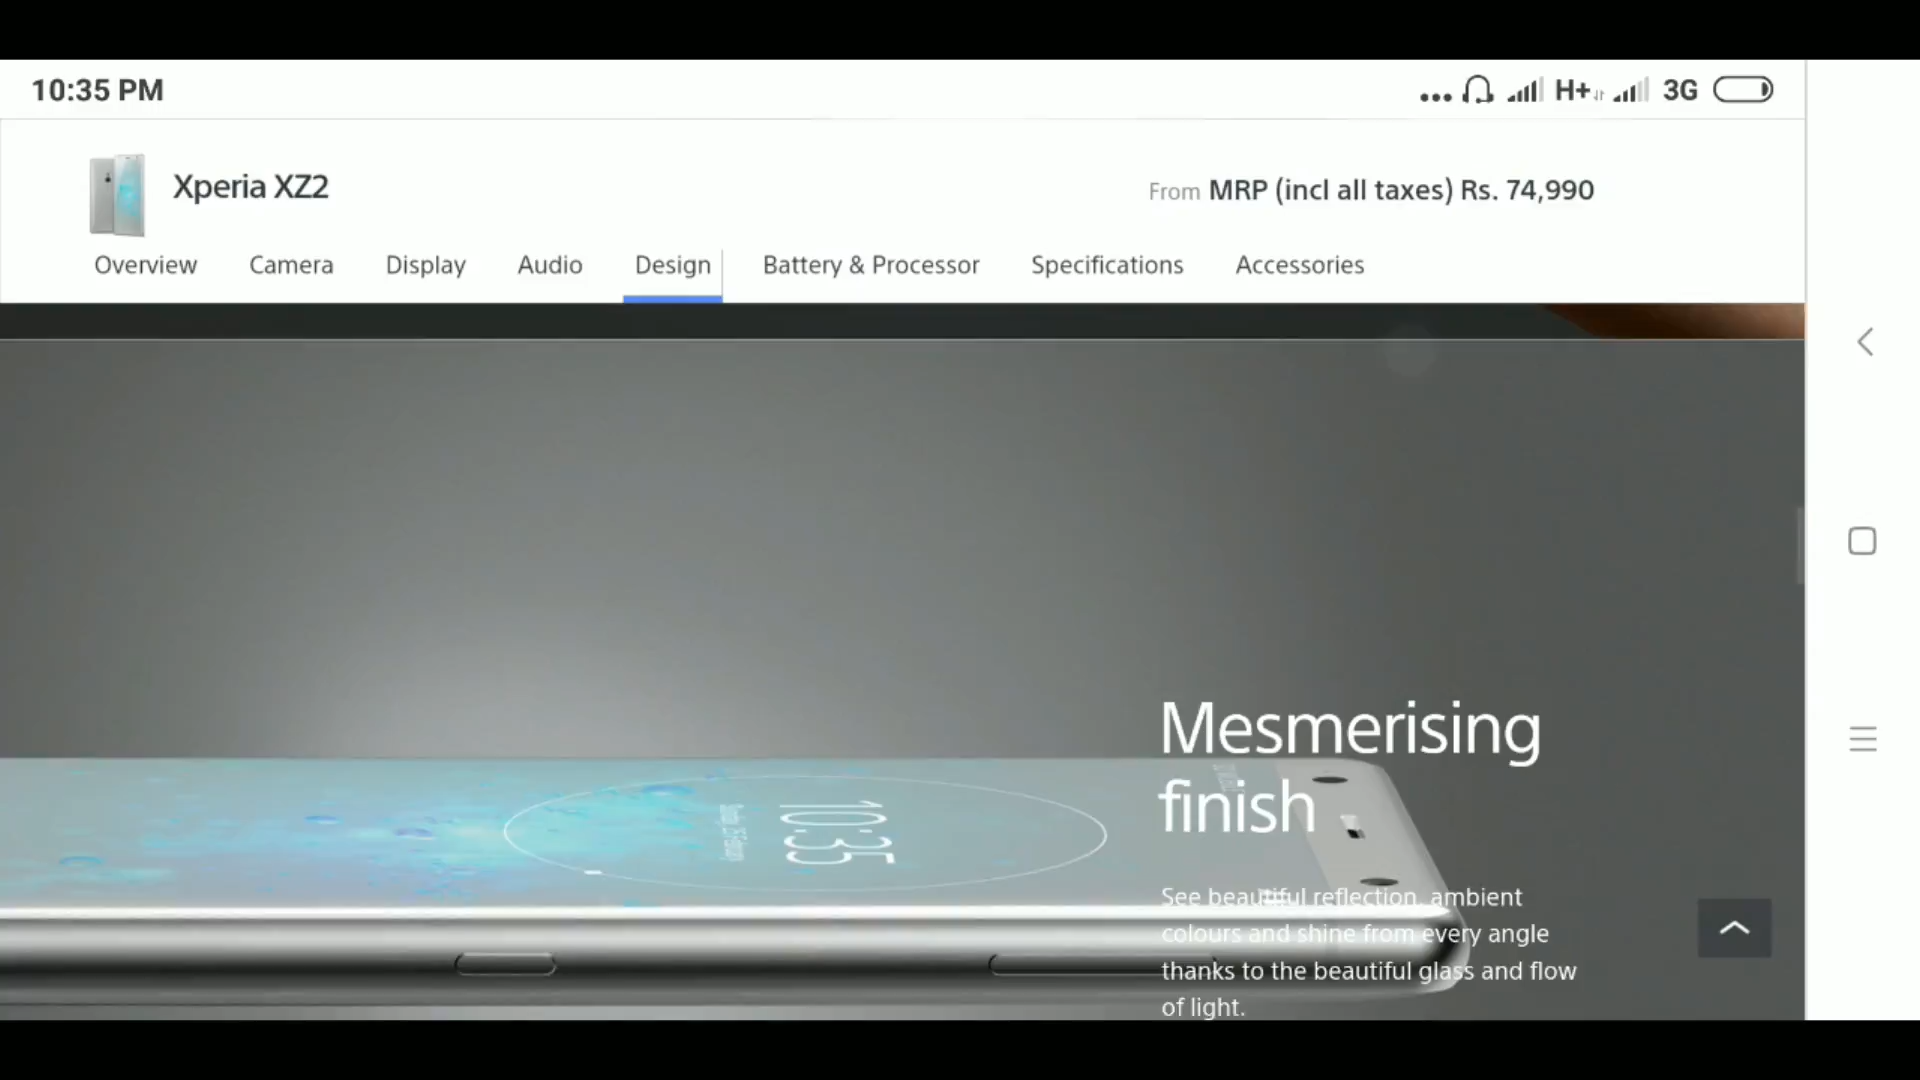 10:35 PM
... H+ 3G
Xperia XZ2
From MRP (incl all taxes) Rs. 74,990
Overview Camera Display Audio Design Battery & Processor Specifications Accessories
Mesmerising
finish
10:35
See beautiful reflection, ambient
colours and shine from every angle
thanks to the beautiful glass and flow
of light.